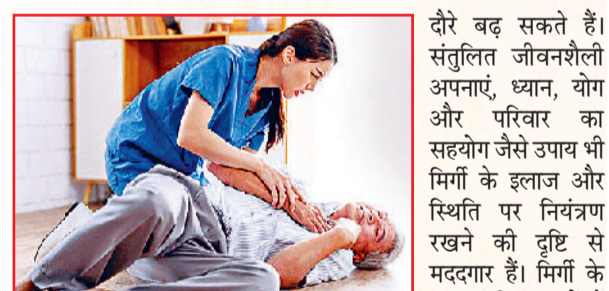 दौरे बढ़ सकते हैं।
संतुलित जीवनशैली
अपनाएं, ध्यान, योग
और परिवार का
सहयोग जैसे उपाय भी
मिर्गी के इलाज और
स्थिति पर नियंत्रण
रखने की दृष्टि से
मददगार हैं। मिर्गी के